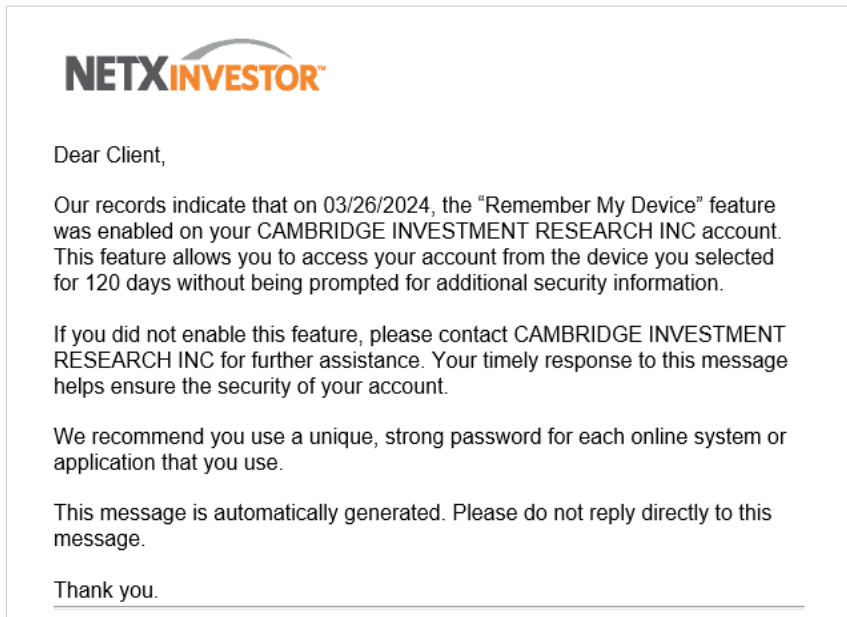 NETXINVESTOR™
Dear Client,
Our records indicate that on 03/26/2024, the “Remember My Device” feature
was enabled on your CAMBRIDGE INVESTMENT RESEARCH INC account.
This feature allows you to access your account from the device you selected
for 120 days without being prompted for additional security information.
If you did not enable this feature, please contact CAMBRIDGE INVESTMENT
RESEARCH INC for further assistance. Your timely response to this message
helps ensure the security of your account.
We recommend you use a unique, strong password for each online system or
application that you use.
This message is automatically generated. Please do not reply directly to this
message.
Thank you.